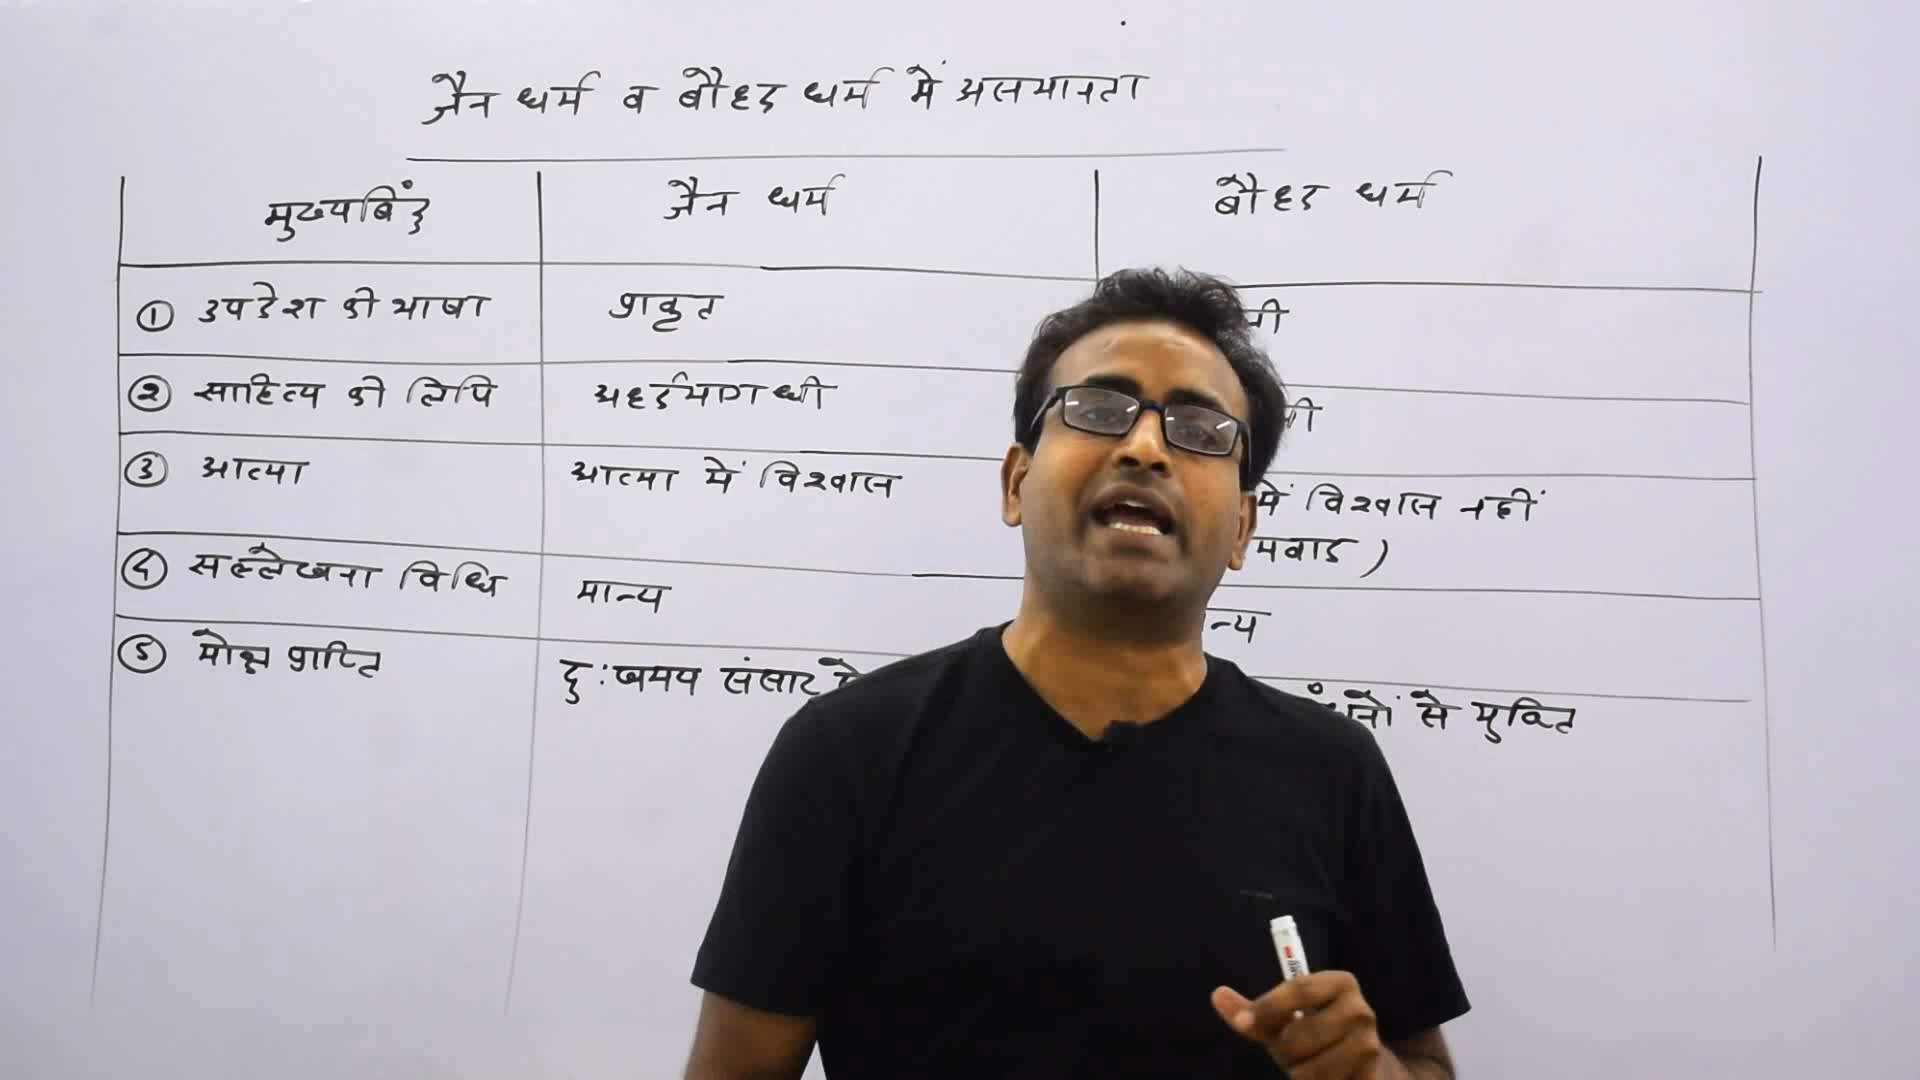 जैन धर्म व बौद्ध धर्म में असमानता
मुख्यबिंदु जैन धर्म बौद्ध धर्म
① उपदेश की भाषा प्राकृत
② साहित्य की लिपि अर्द्धमागधी
③ आत्मा आत्मा में विश्वास में विश्वास नहीं
④ सल्लेखना विधि मान्य
⑤ मोक्ष प्राप्ति दुःखमय संसार से मुक्ति